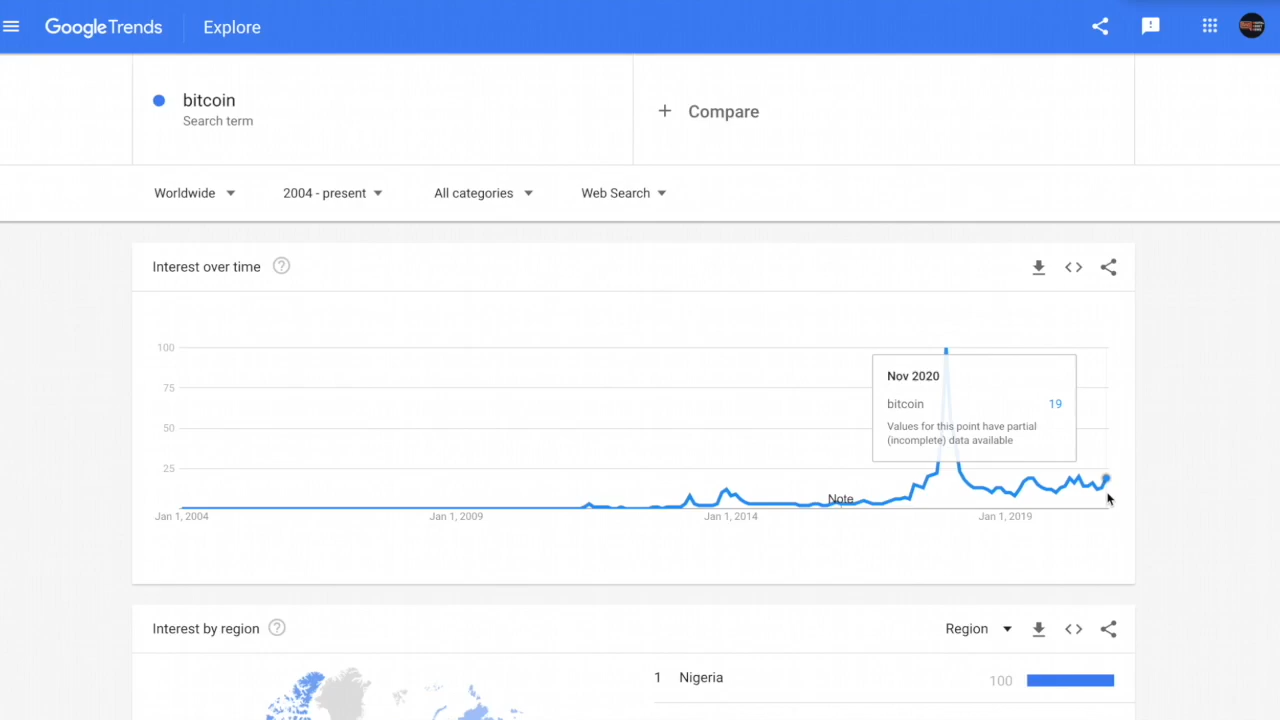 GoogleTrends Explore
bitcoin
Search term
+ Compare
Worldwide 2004 - present All categories Web Search
Interest over time ?
100
75
50
25
Nov 2020
bitcoin 19
Values for this point have partial
(incomplete) data available
Note
Jan 1, 2004 Jan 1, 2009 Jan 1, 2014 Jan 1, 2019
Interest by region ? Region
1 Nigeria 100